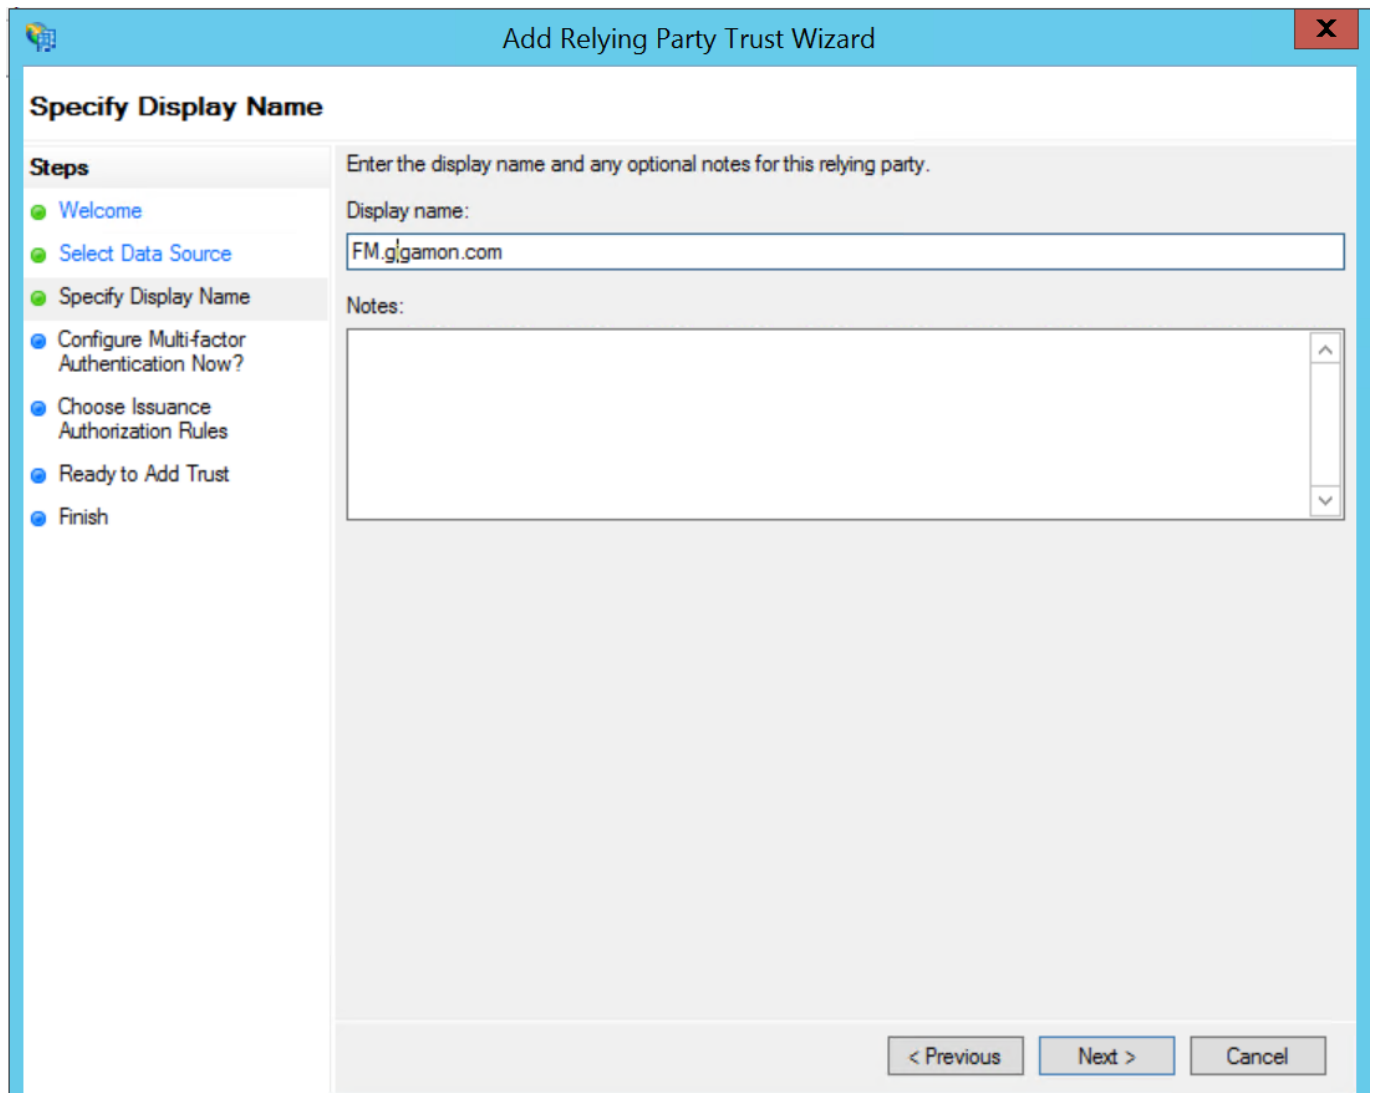 Add Relying Party Trust Wizard
X
Specify Display Name
Steps
Welcome
Select Data Source
Specify Display Name
Configure Multi-factor
Authentication Now?
Choose Issuance
Authorization Rules
Ready to Add Trust
Finish
Enter the display name and any optional notes for this relying party.
Display name:
FM.gigamon.com
Notes:
< Previous
Next >
Cancel